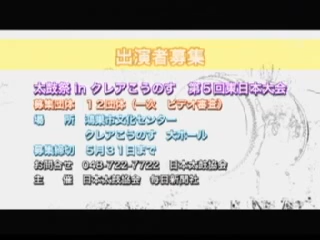 出演者募集
太鼓祭 in クレアこうのす 第５回東日本大会
募集団体 １２団体（一次 ビデオ審査）
場 所 鴻巣市文化センター
クレアこうのす 大ホール
募集締切 ５月３１日まで
お問合せ 048-722-7722 日本太鼓協会
主 催 日本太鼓協会 毎日新聞社